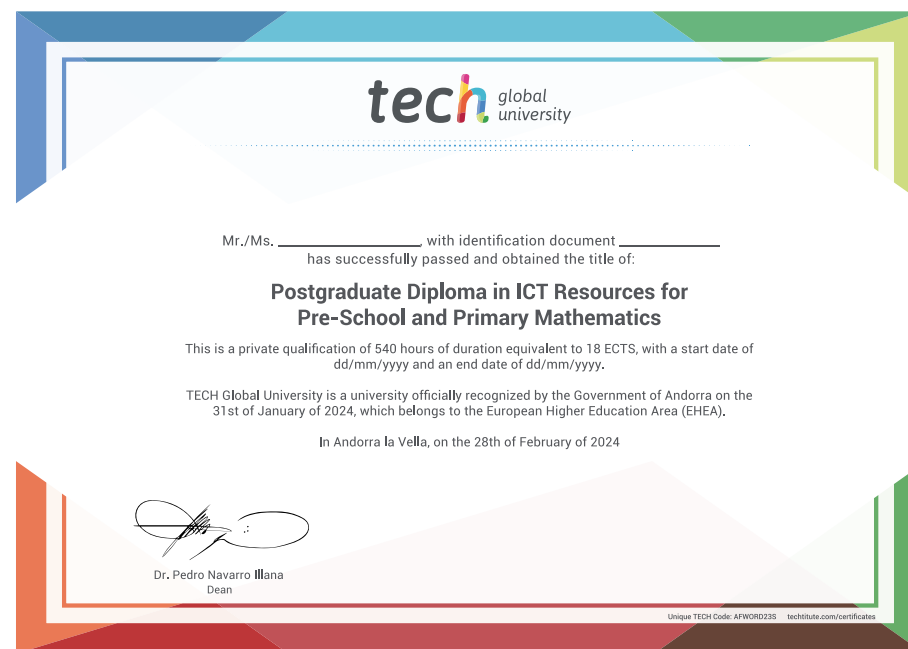 tech global
university
Mr./Ms. ____________, with identification document ____________
has successfully passed and obtained the title of:
Postgraduate Diploma in ICT Resources for
Pre-School and Primary Mathematics
This is a private qualification of 540 hours of duration equivalent to 18 ECTS, with a start date of
dd/mm/yyyy and an end date of dd/mm/yyyy.
TECH Global University is a university officially recognized by the Government of Andorra on the
31st of January of 2024, which belongs to the European Higher Education Area (EHEA).
In Andorra la Vella, on the 28th of February of 2024
Dr. Pedro Navarro Illana
Dean
Unique TECH Code: AFWORD23S techtitute.com/certificates